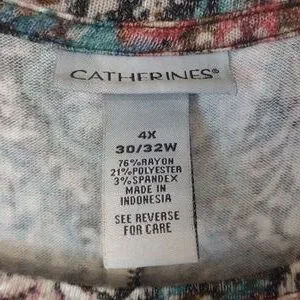 CATHERINES®
4X
30/32W
76% RAYON
21% POLYESTER
3% SPANDEX
MADE IN
INDONESIA
SEE REVERSE
FOR CARE